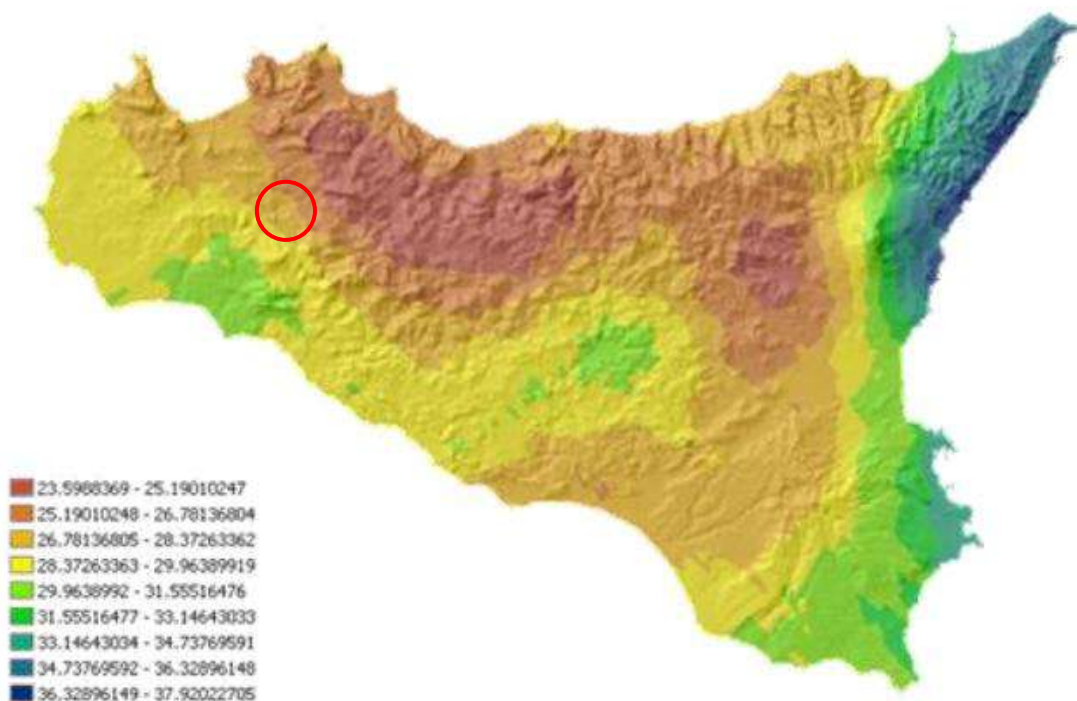 23.5988369 - 25.19010247
25.19010248 - 26.78136804
26.78136805 - 28.37263362
28.37263363 - 29.96389919
29.9638992 - 31.55516476
31.55516477 - 33.14643033
33.14643034 - 34.73769591
34.73769592 - 36.32896148
36.32896149 - 37.92022705